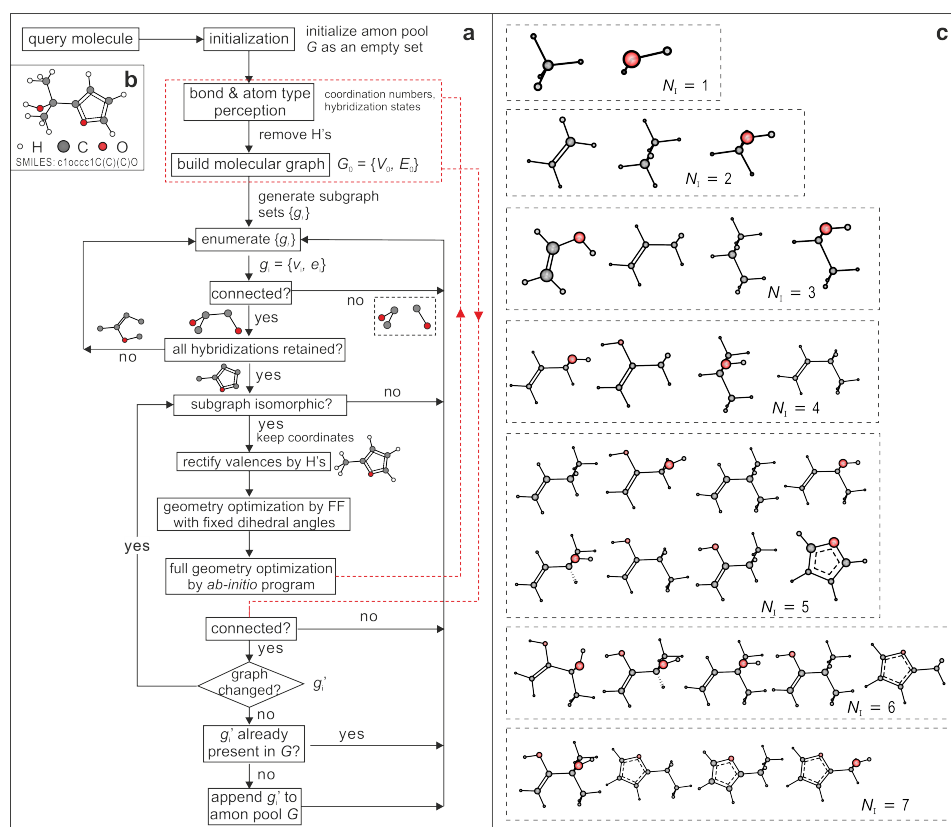 a
query molecule
initialization
initialize amon pool
G as an empty set
b
H C O
SMILES: c1occc1C(C)(C)O
bond & atom type
perception
coordination numbers,
hybridization states
remove H's
build molecular graph
G₀ = {V₀, E₀}
generate subgraph
sets {gᵢ}
enumerate {gᵢ}
gᵢ = {vᵢ, eᵢ}
connected?
no
yes
all hybridizations retained?
no
yes
subgraph isomorphic?
no
yes
keep coordinates
rectify valences by H's
geometry optimization by FF
with fixed dihedral angles
yes
full geometry optimization
by ab-initio program
connected?
no
yes
graph
changed?
gᵢ'
no
gᵢ' already
present in G?
yes
no
append gᵢ' to
amon pool G
c
Nᵢ = 1
Nᵢ = 2
Nᵢ = 3
Nᵢ = 4
Nᵢ = 5
Nᵢ = 6
Nᵢ = 7